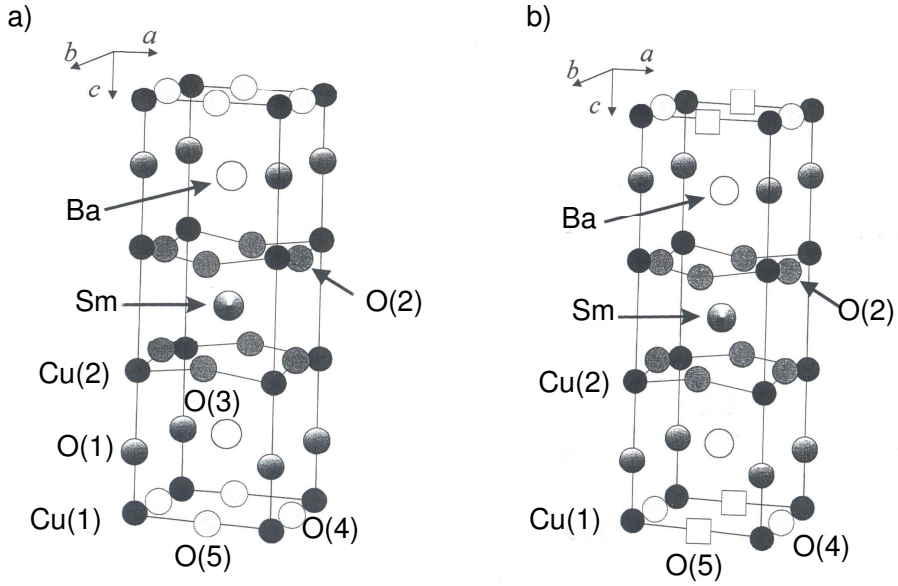 a)
b
a
c
Ba
Sm
O(2)
Cu(2)
O(3)
O(1)
Cu(1)
O(4)
O(5)
b)
b
a
c
Ba
Sm
O(2)
Cu(2)
Cu(1)
O(4)
O(5)